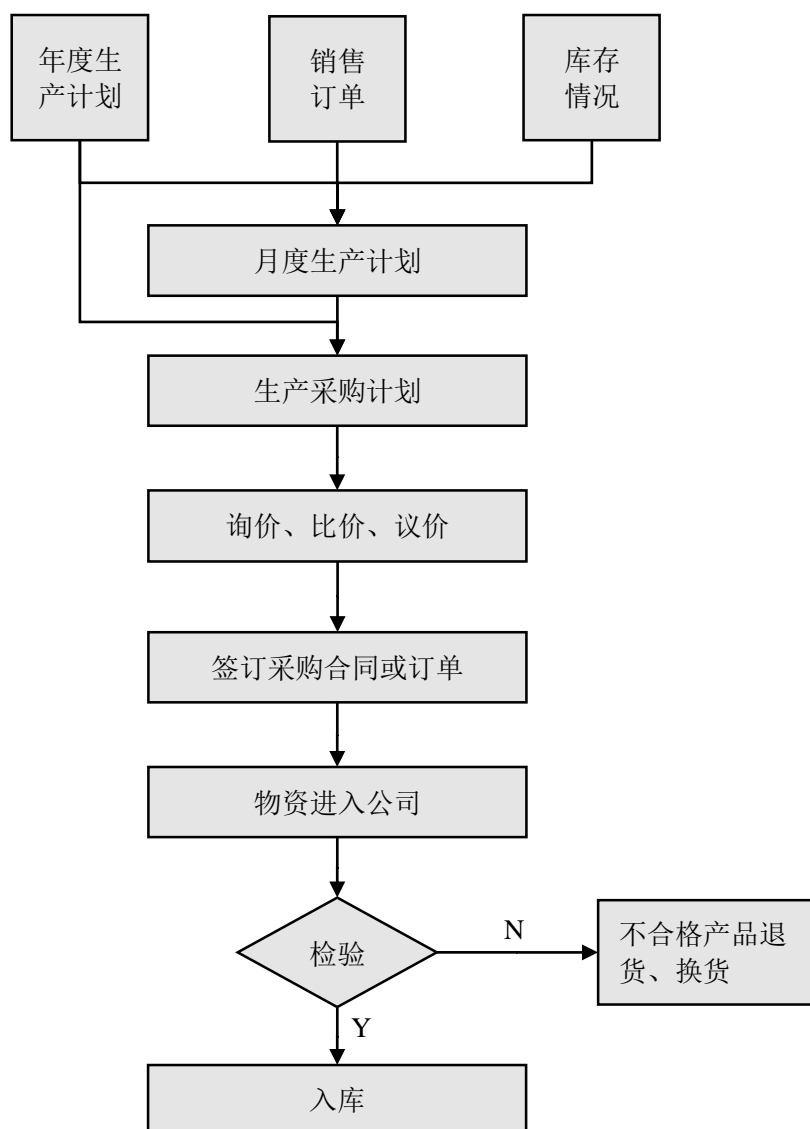 年度生
产计划
销售
订单
库存
情况
月度生产计划
生产采购计划
询价、比价、议价
签订采购合同或订单
物资进入公司
检验
N
不合格产品退
货、换货
Y
入库